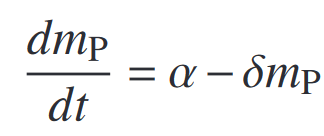 dm_P/dt = α − δm_P